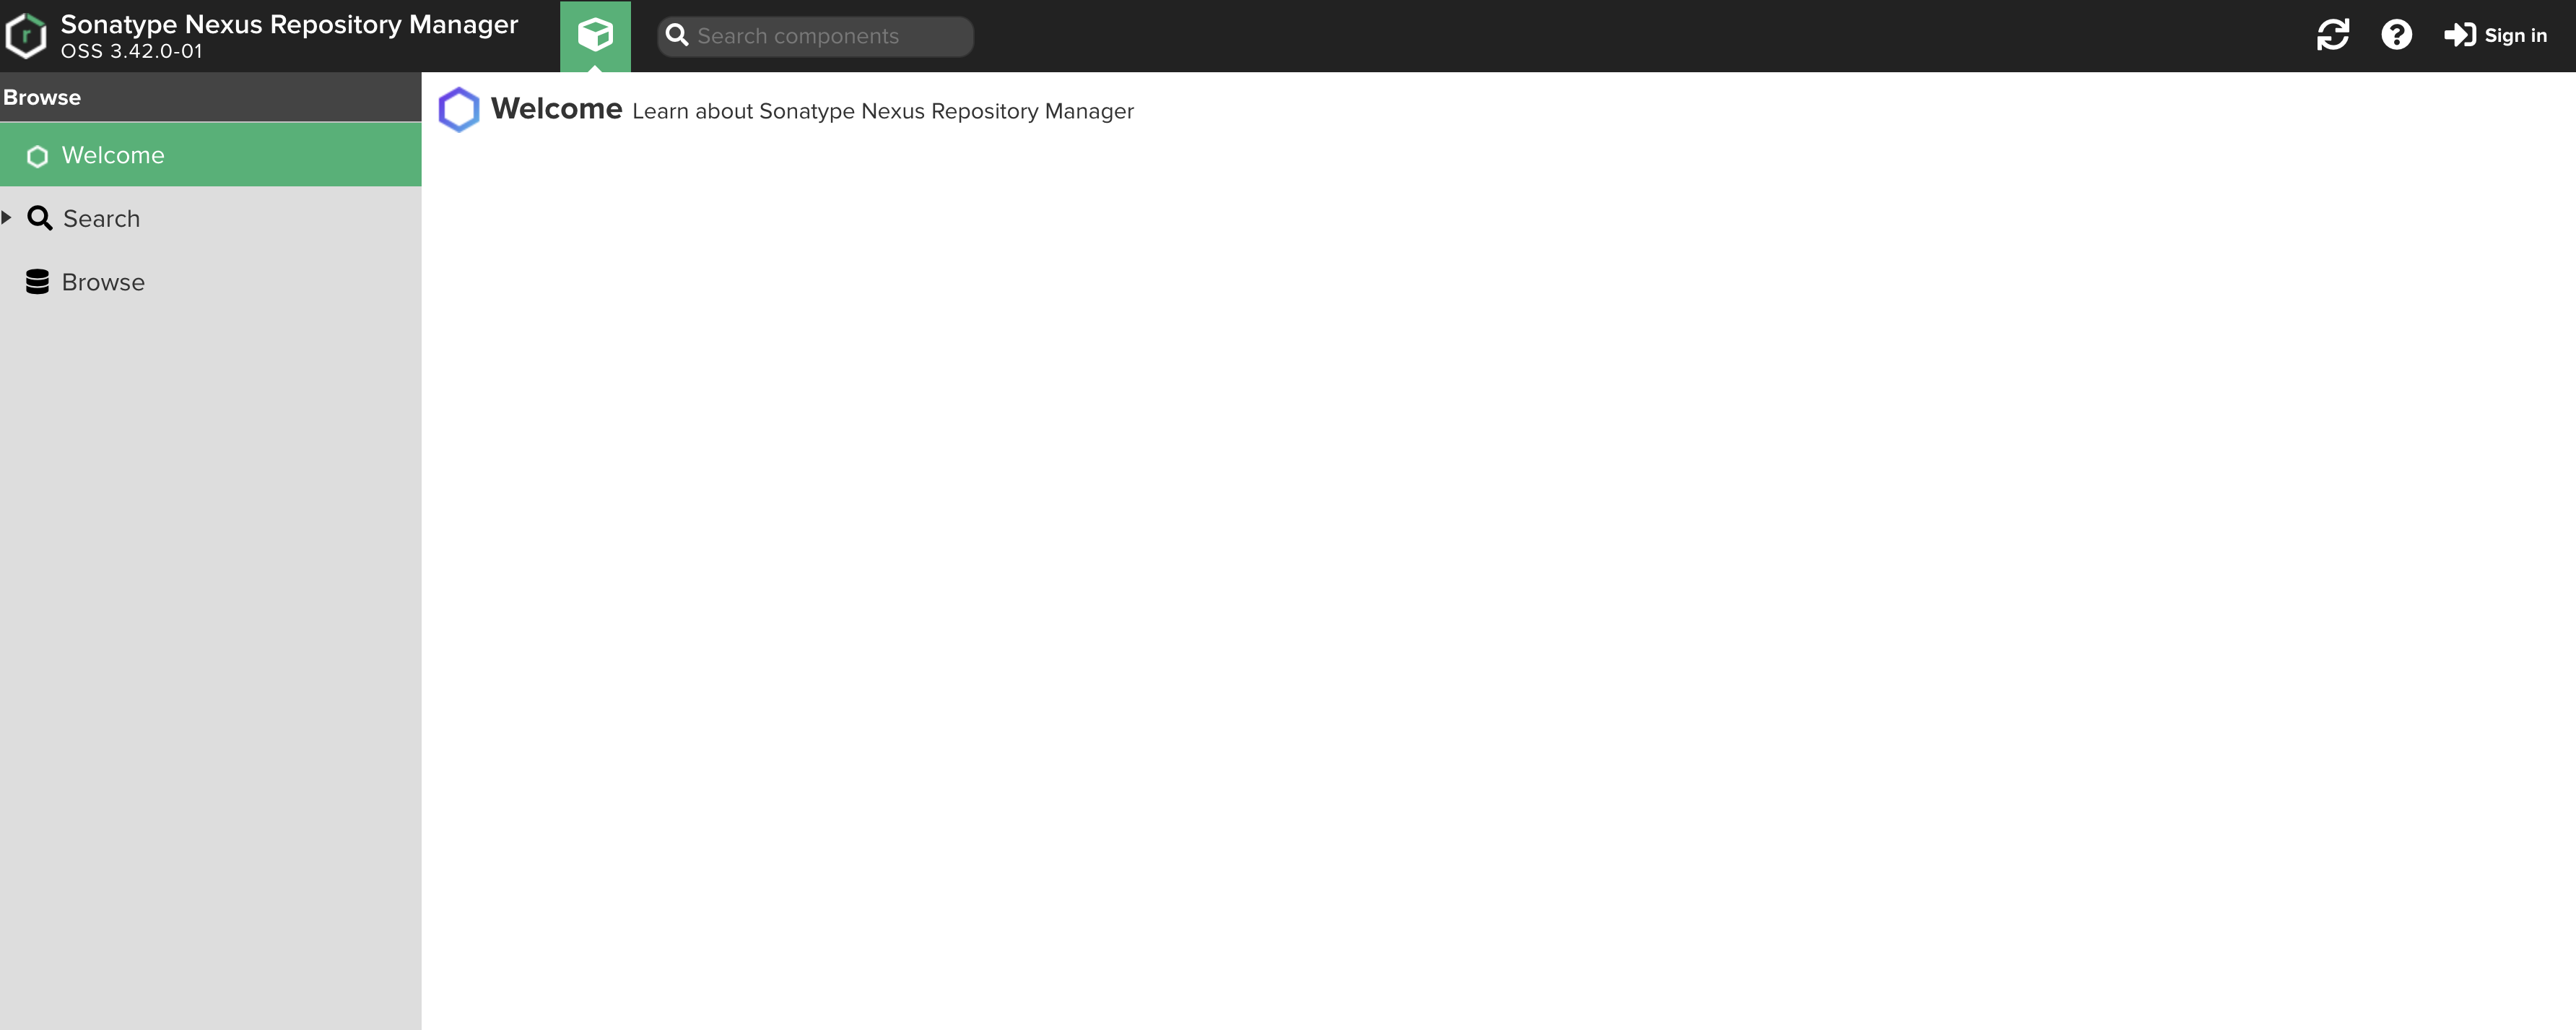 Sonatype Nexus Repository Manager
OSS 3.42.0-01
Search components
Sign in
Browse
Welcome
Search
Browse
Welcome Learn about Sonatype Nexus Repository Manager